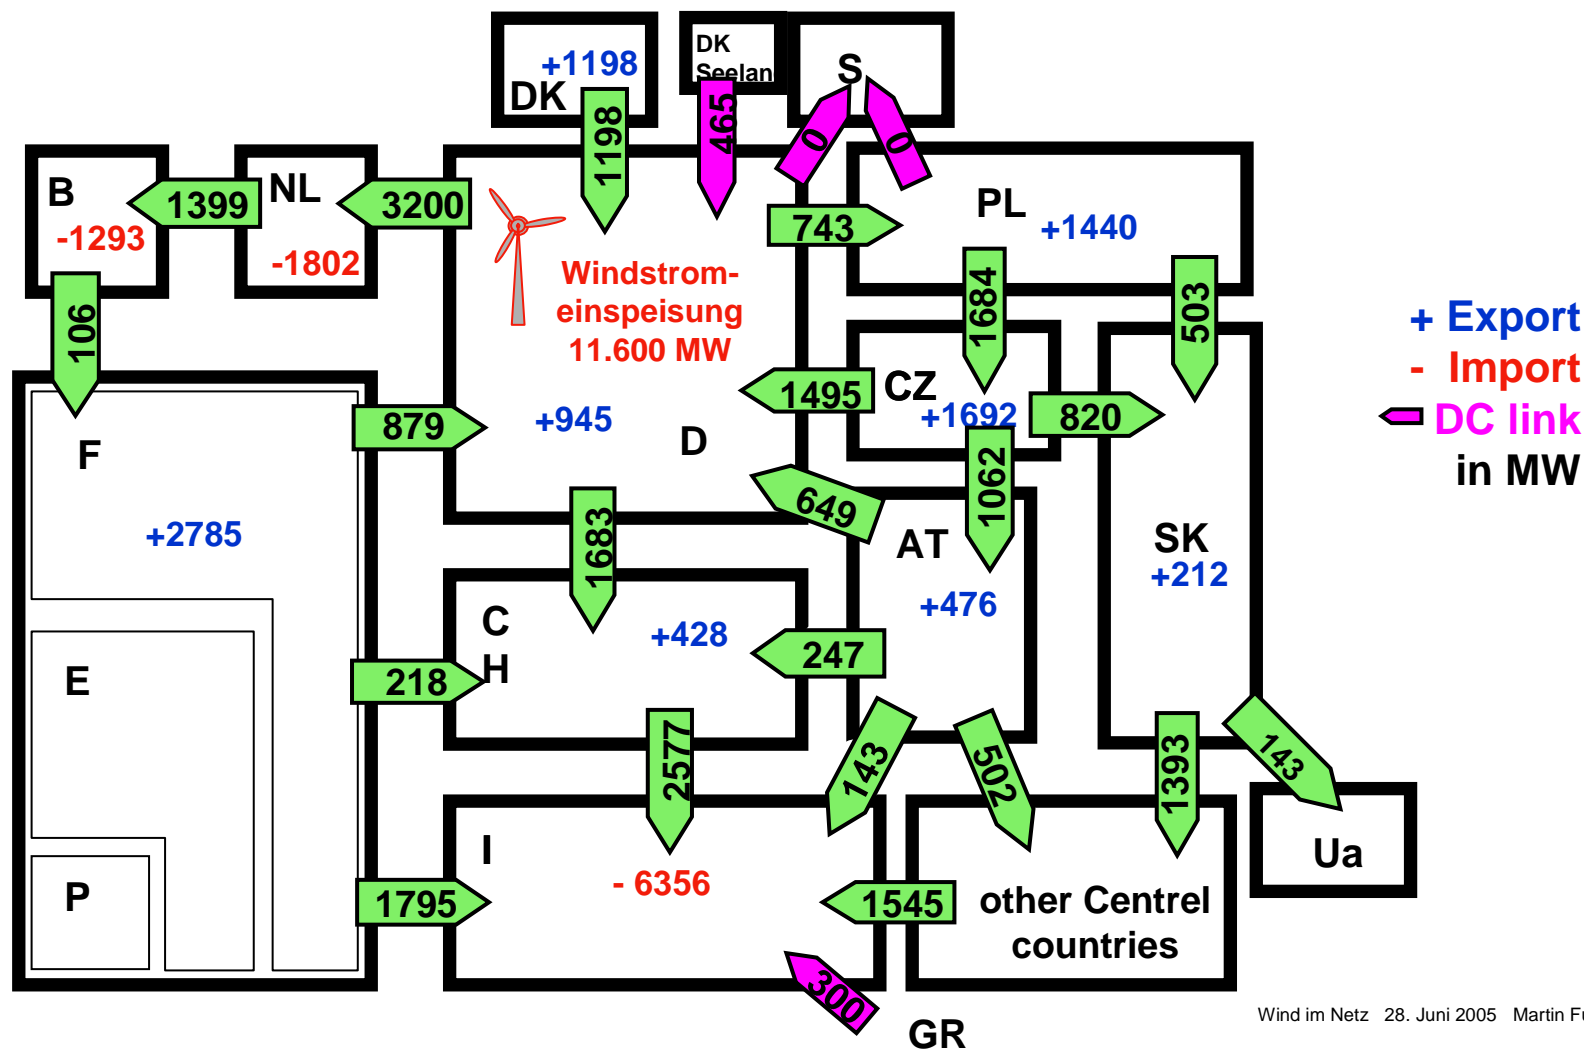 DK
+1198
1198
DK
Seelan
465
S
0
0
B
-1293
1399
NL
-1802
3200
743
PL
+1440
1684
503
106
Windstrom-
einspeisung
11.600 MW
+945
D
879
1495
CZ
+1692
820
1062
+ Export
- Import
DC link
in MW
F
+2785
E
P
1683
649
AT
+476
SK
+212
C
H
+428
218
247
2577
143
502
1393
143
Ua
I
- 6356
1795
1545
300
GR
other Centrel
countries
Wind im Netz 28. Juni 2005 Martin Fu